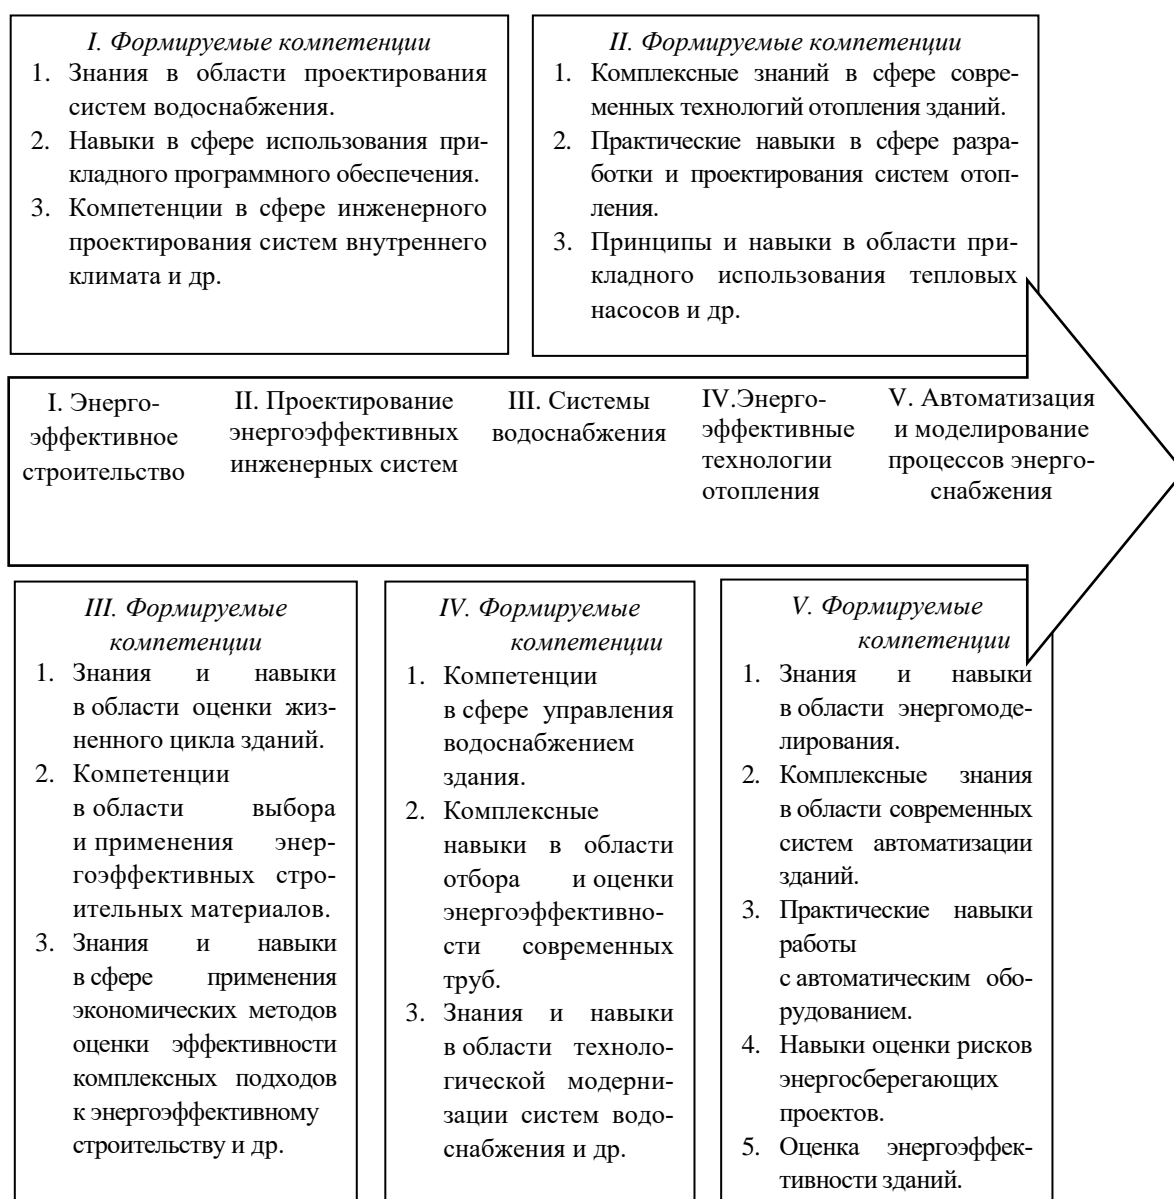 I. Формируемые компетенции
1. Знания в области проектирования
систем водоснабжения.
2. Навыки в сфере использования при-
кладного программного обеспечения.
3. Компетенции в сфере инженерного
проектирования систем внутреннего
климата и др.
II. Формируемые компетенции
1. Комплексные знаний в сфере совре-
менных технологий отопления зданий.
2. Практические навыки в сфере разра-
ботки и проектирования систем отоп-
ления.
3. Принципы и навыки в области при-
кладного использования тепловых
насосов и др.
I. Энерго-
эффективное
строительство
II. Проектирование
энергоэффективных
инженерных систем
III. Системы
водоснабжения
IV.Энерго-
эффективные
технологии
отопления
V. Автоматизация
и моделирование
процессов энерго-
снабжения
III. Формируемые
компетенции
1. Знания и навыки
в области оценки жиз-
ненного цикла зданий.
2. Компетенции
в области выбора
и применения энер-
гоэффективных стро-
ительных материалов.
3. Знания и навыки
в сфере применения
экономических методов
оценки эффективности
комплексных подходов
к энергоэффективному
строительству и др.
IV. Формируемые
компетенции
1. Компетенции
в сфере управления
водоснабжением
здания.
2. Комплексные
навыки в области
отбора и оценки
энергоэффективно-
сти современных
труб.
3. Знания и навыки
в области техноло-
гической модерни-
зации систем водо-
снабжения и др.
V. Формируемые
компетенции
1. Знания и навыки
в области энергомоде-
лирования.
2. Комплексные знания
в области современных
систем автоматизации
зданий.
3. Практические навыки
работы
с автоматическим обо-
рудованием.
4. Навыки оценки рисков
энергосберегающих
проектов.
5. Оценка энергоэффек-
тивности зданий.